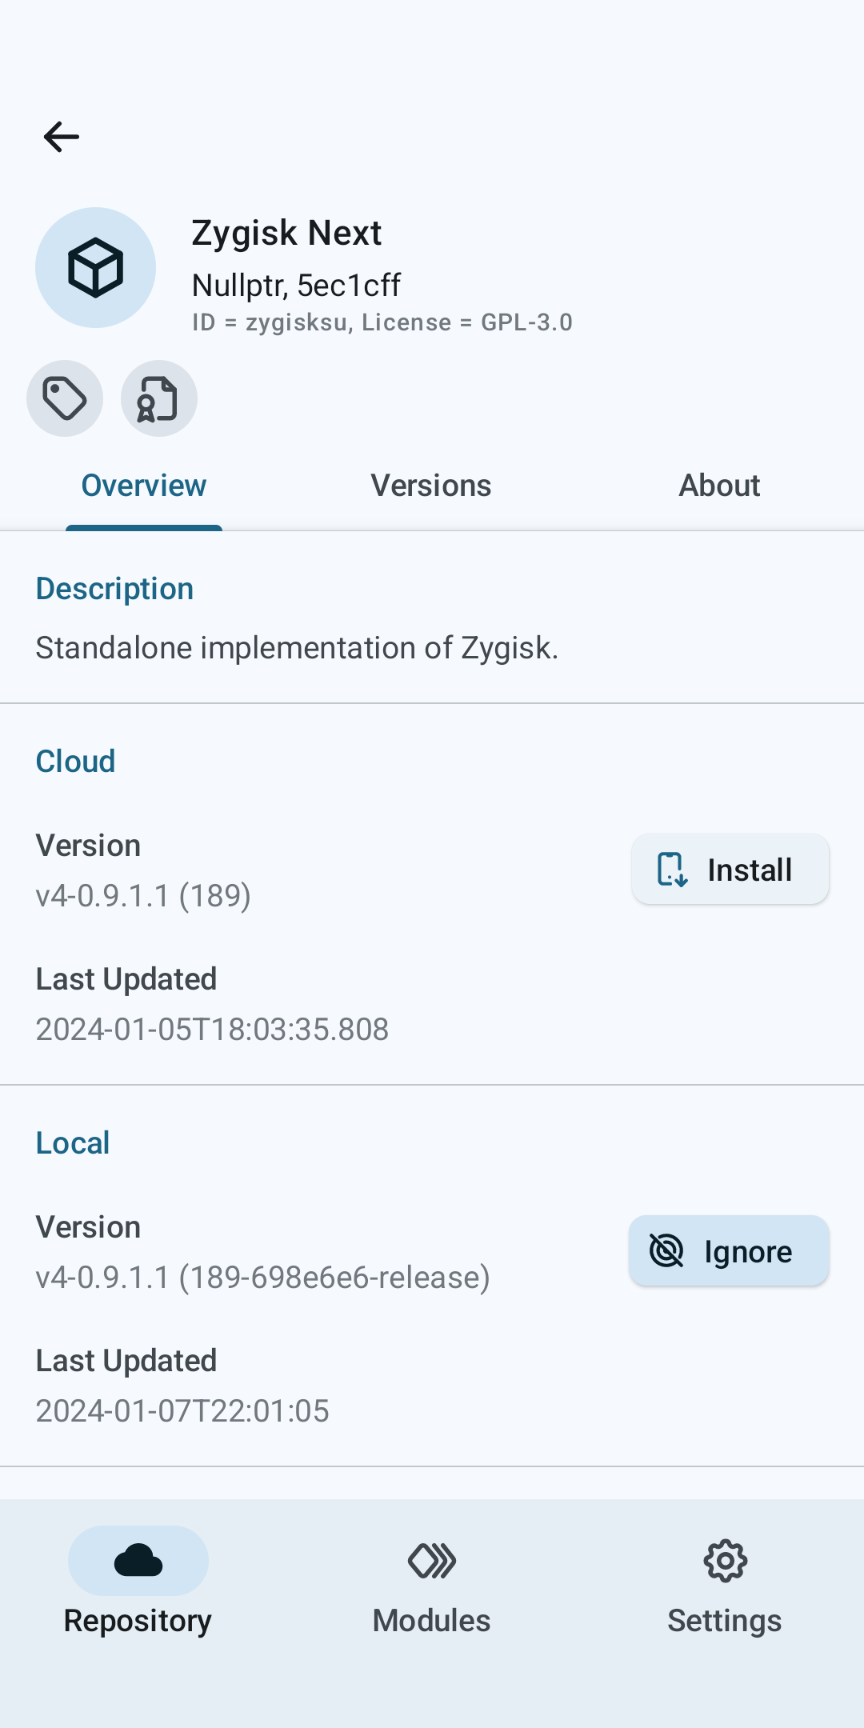 Zygisk Next
Nullptr, 5ec1cff
ID = zygisksu, License = GPL-3.0
Overview
Versions
About
Description
Standalone implementation of Zygisk.
Cloud
Version
v4-0.9.1.1 (189)
Install
Last Updated
2024-01-05T18:03:35.808
Local
Version
v4-0.9.1.1 (189-698e6e6-release)
Ignore
Last Updated
2024-01-07T22:01:05
Repository
Modules
Settings